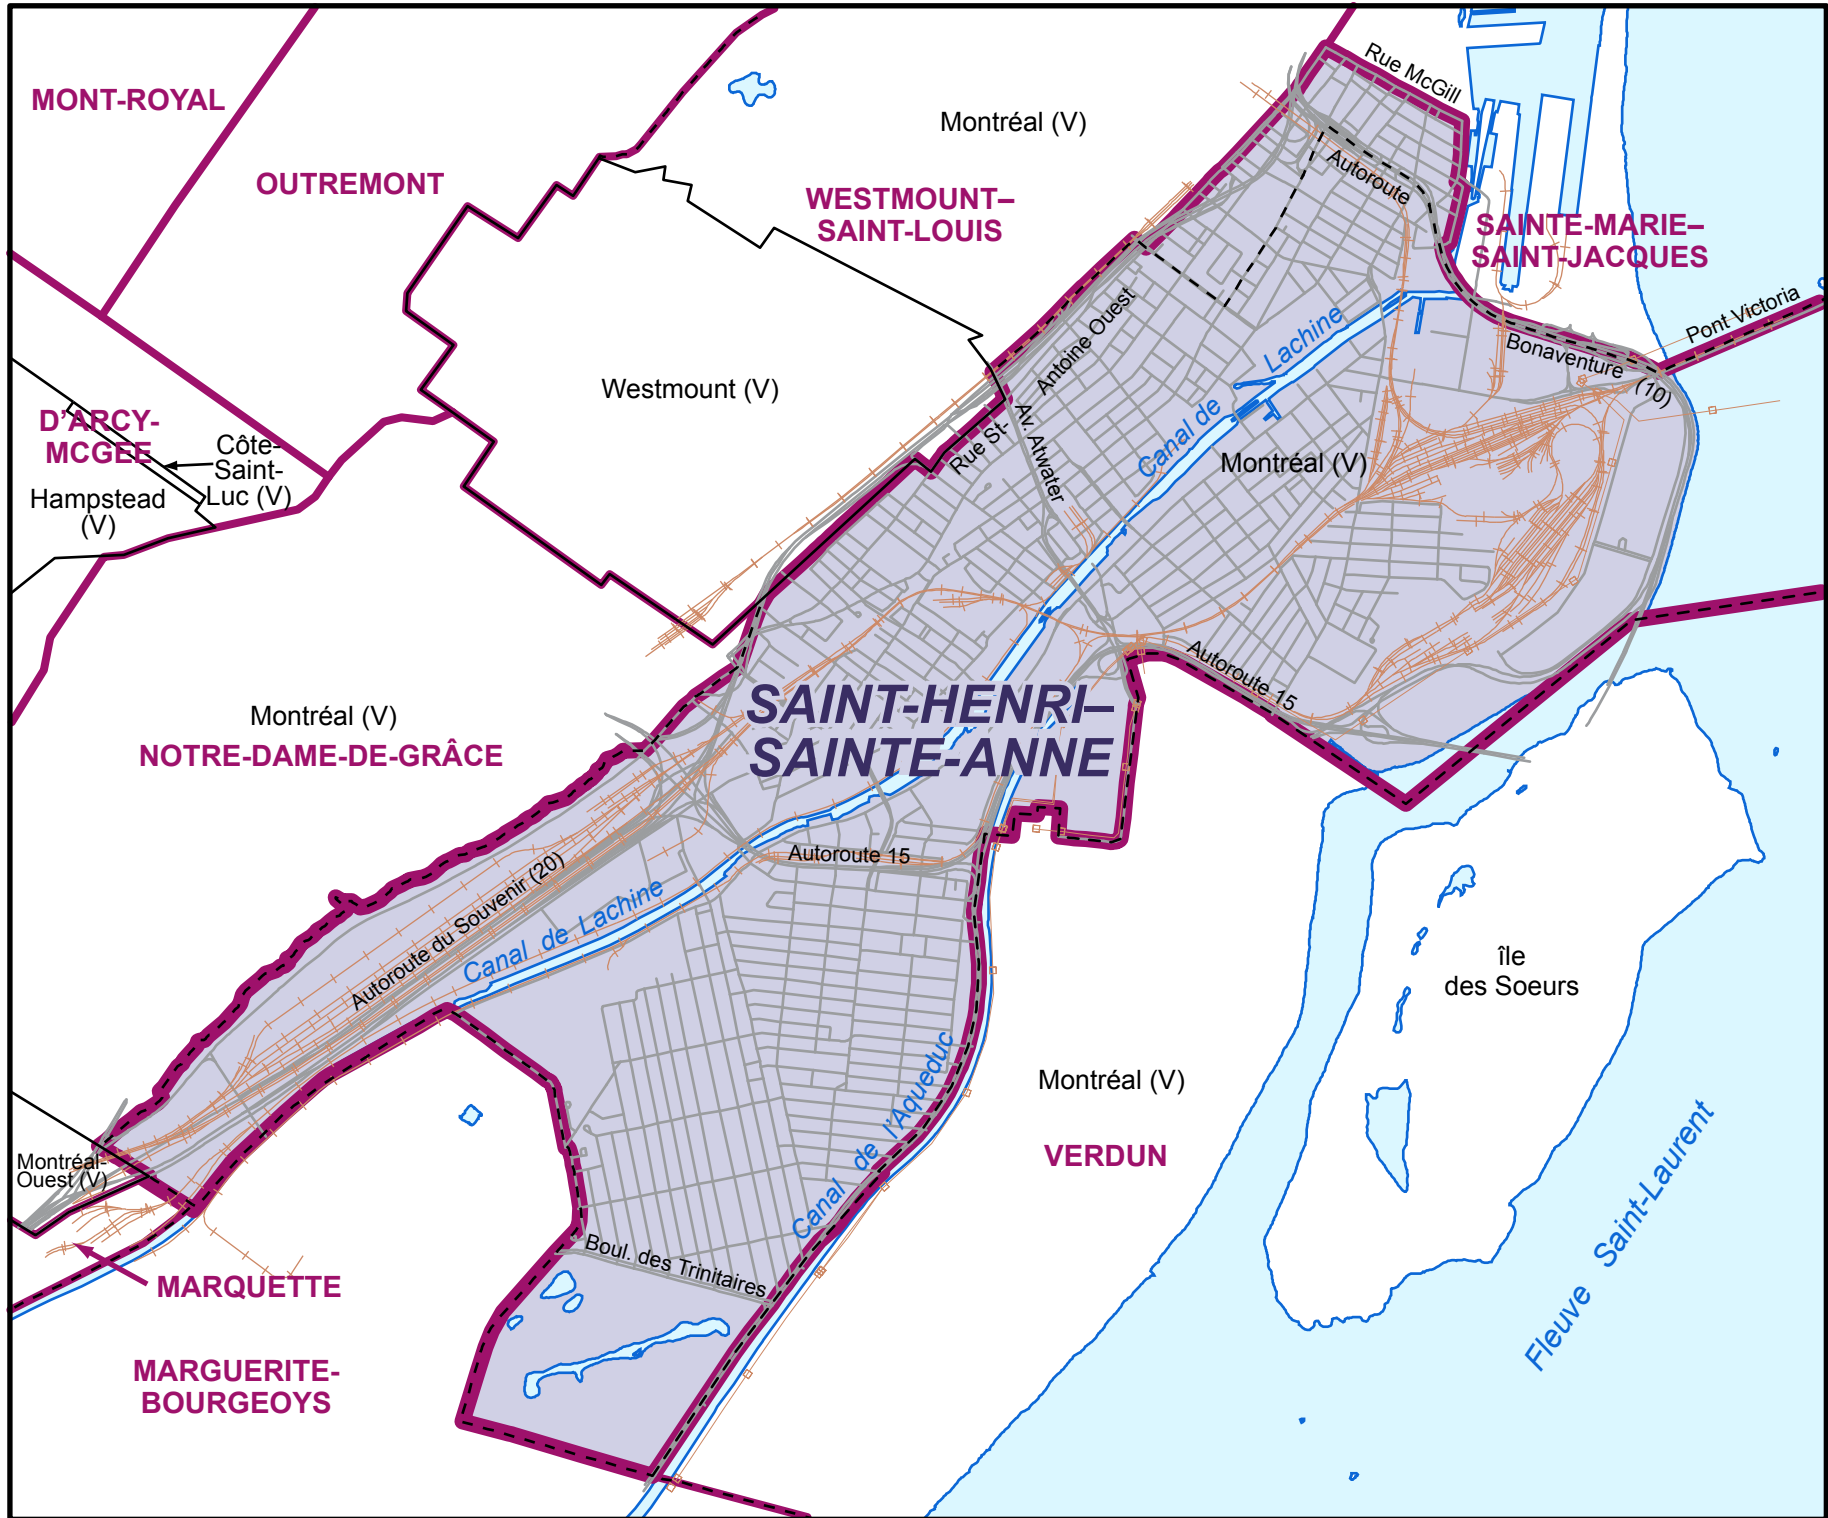 Rue McGill
MONT-ROYAL
Montréal (V)
Autoroute
OUTREMONT
WESTMOUNT–
SAINT-LOUIS
SAINTE-MARIE–
SAINT-JACQUES
Pont Victoria
Antoine-Ouest
Lachine
Bonaventure
(10)
Westmount (V)
Av. Atwater
Rue St-
Canal de
D'ARCY-
MCGEE
Côte-
Saint-
Luc (V)
Hampstead
(V)
Montréal (V)
Autoroute 15
SAINT-HENRI–
SAINTE-ANNE
Montréal (V)
NOTRE-DAME-DE-GRÂCE
Autoroute 15
Autoroute du Souvenir (20)
Canal de Lachine
île
des Soeurs
Canal de l'Aqueduc
Montréal (V)
VERDUN
Montréal-
Ouest (V)
Boul. des Trinitaires
MARQUETTE
Fleuve Saint-Laurent
MARGUERITE-
BOURGEOYS